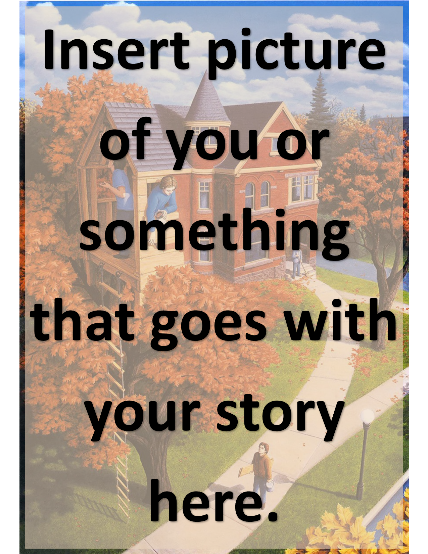 Insert picture
of you or
something
that goes with
your story
here.